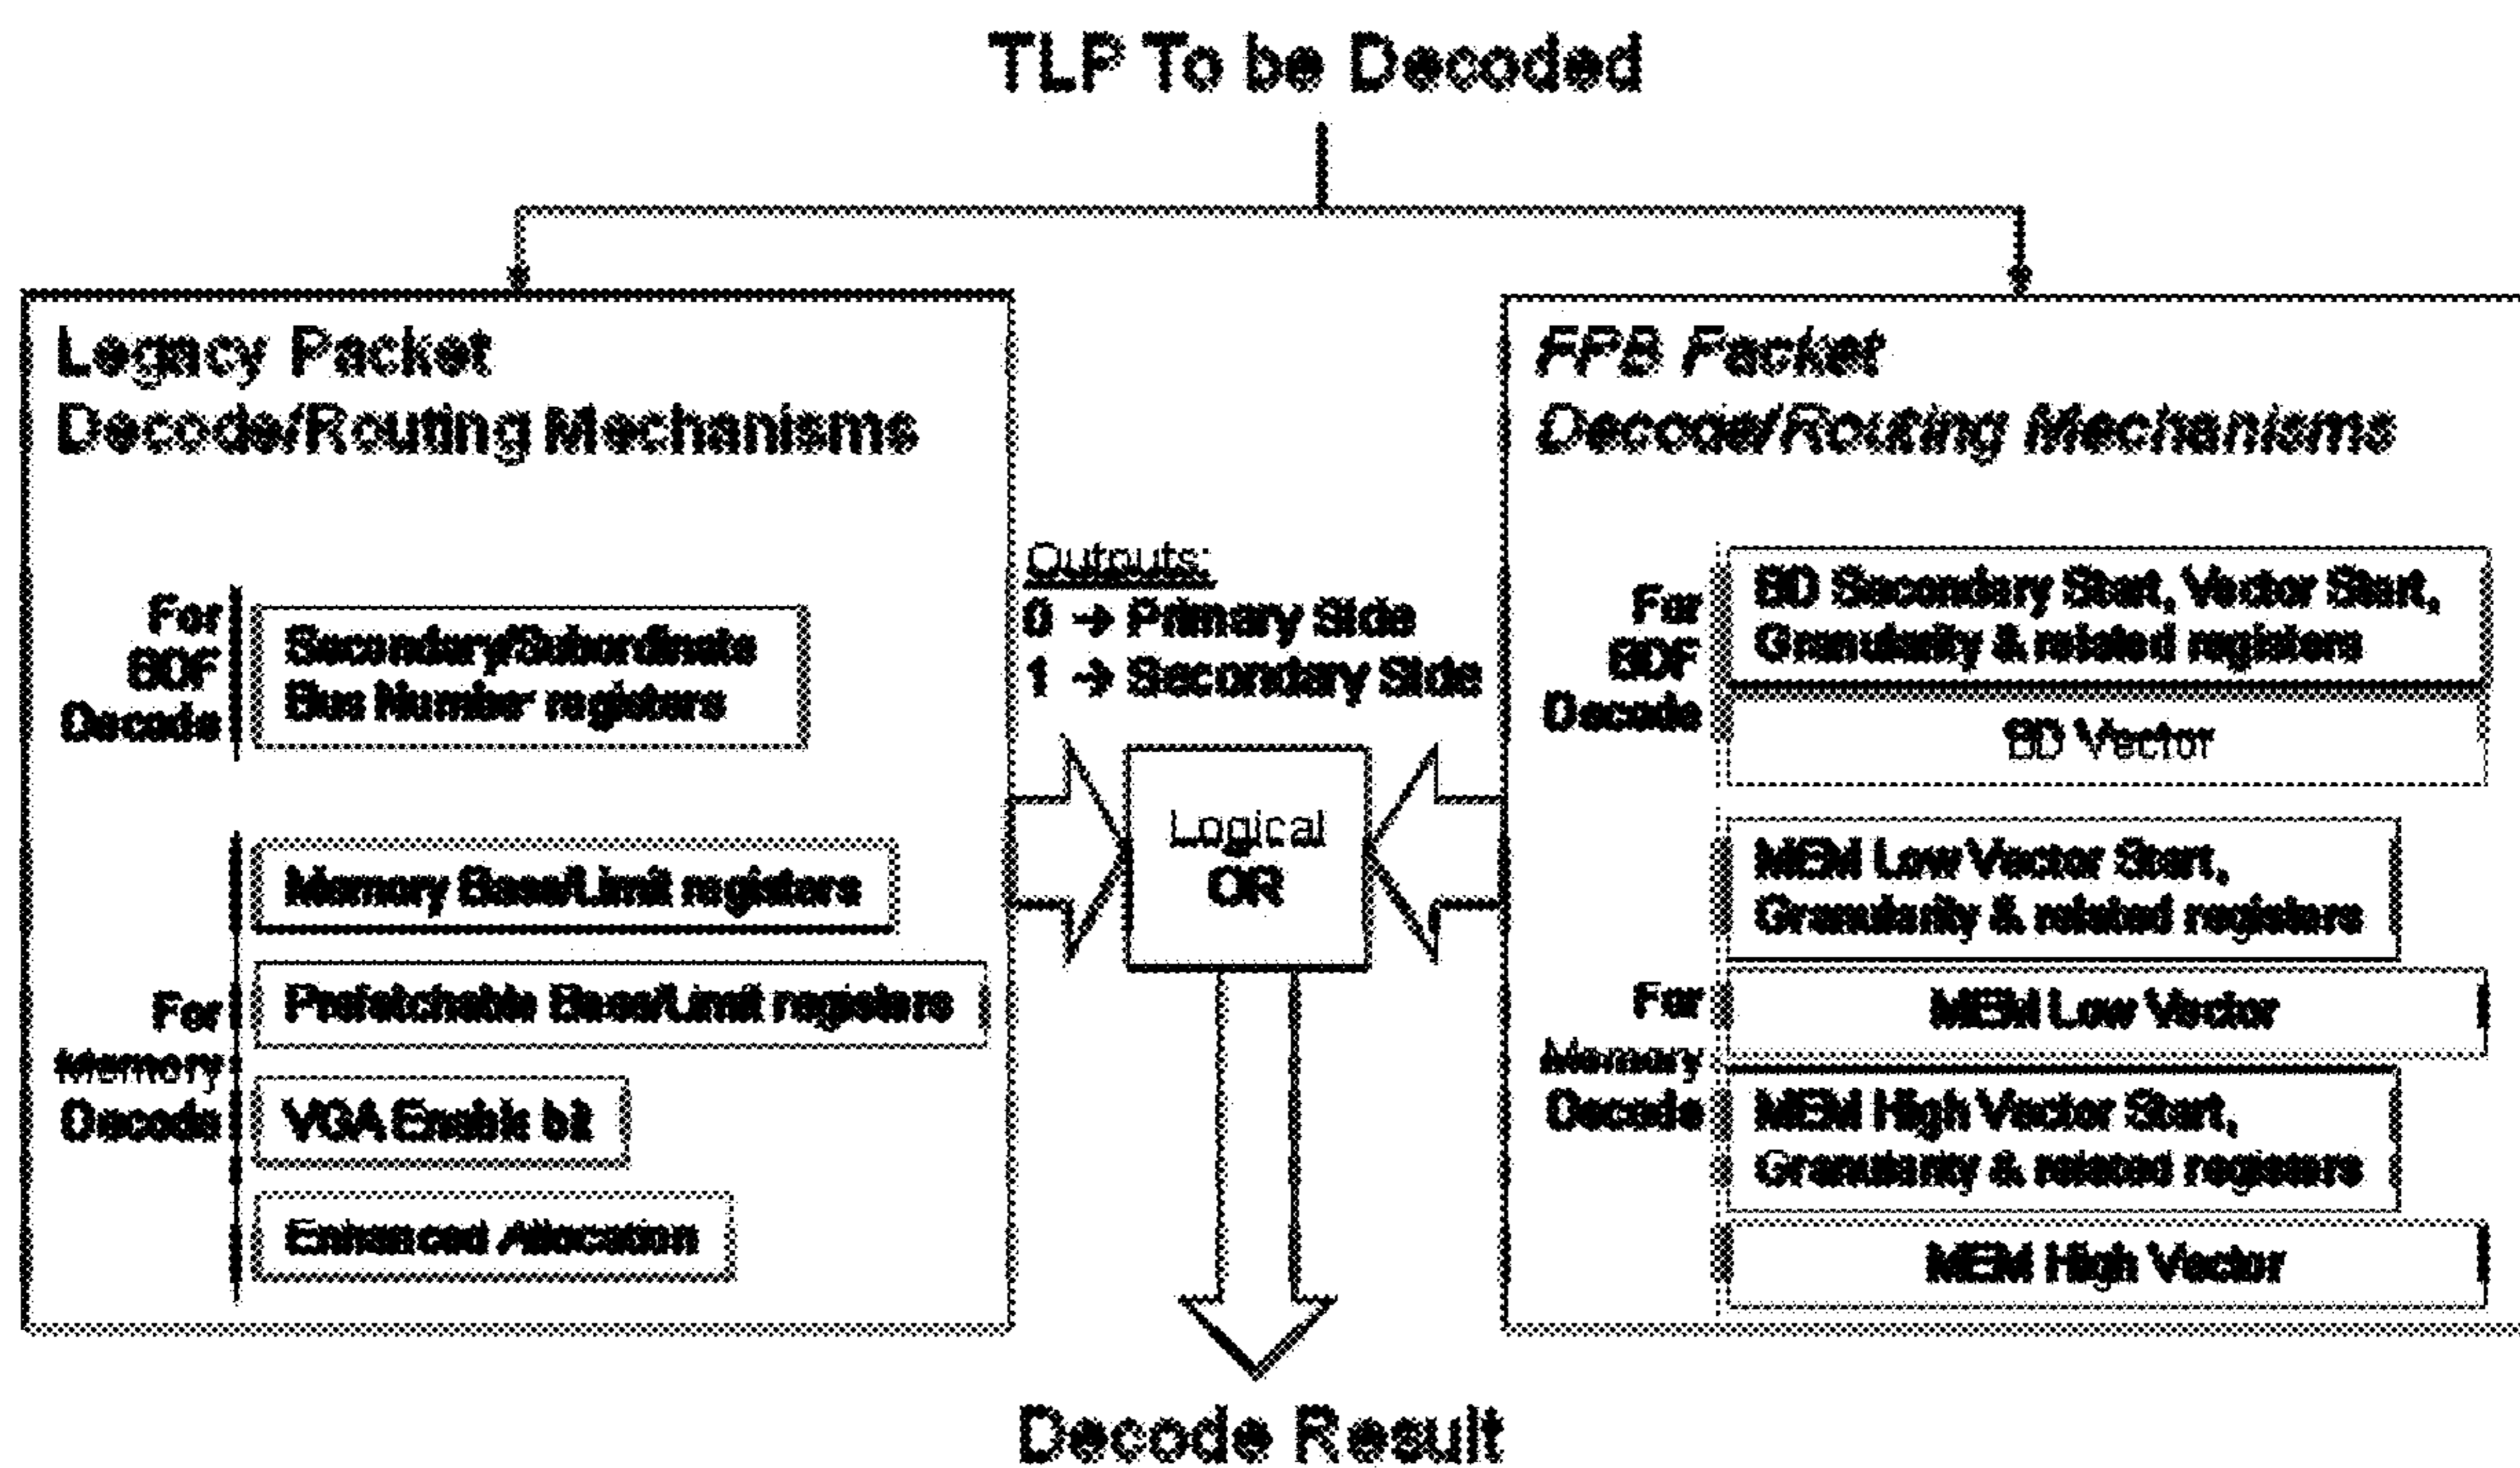 TLP To be Decoded
Legacy Packet
Decode/Routing Mechanisms
For
BDF
Decode
Secondary/Subordinate
Bus Number registers
For
Memory
Decode
Memory Base/Limit registers
Prefetchable Base/Limit registers
VGA Enable bit
Enhanced Allocation
Outputs:
0 → Primary Side
1 → Secondary Side
Logical
OR
FPB Packet
Decode/Routing Mechanisms
For
BDF
Decode
BD Secondary Start, Vector Start,
Granularity & related registers
BD Vector
For
Memory
Decode
MEM Low Vector Start,
Granularity & related registers
MEM Low Vector
MEM High Vector Start,
Granularity & related registers
MEM High Vector
Decode Result